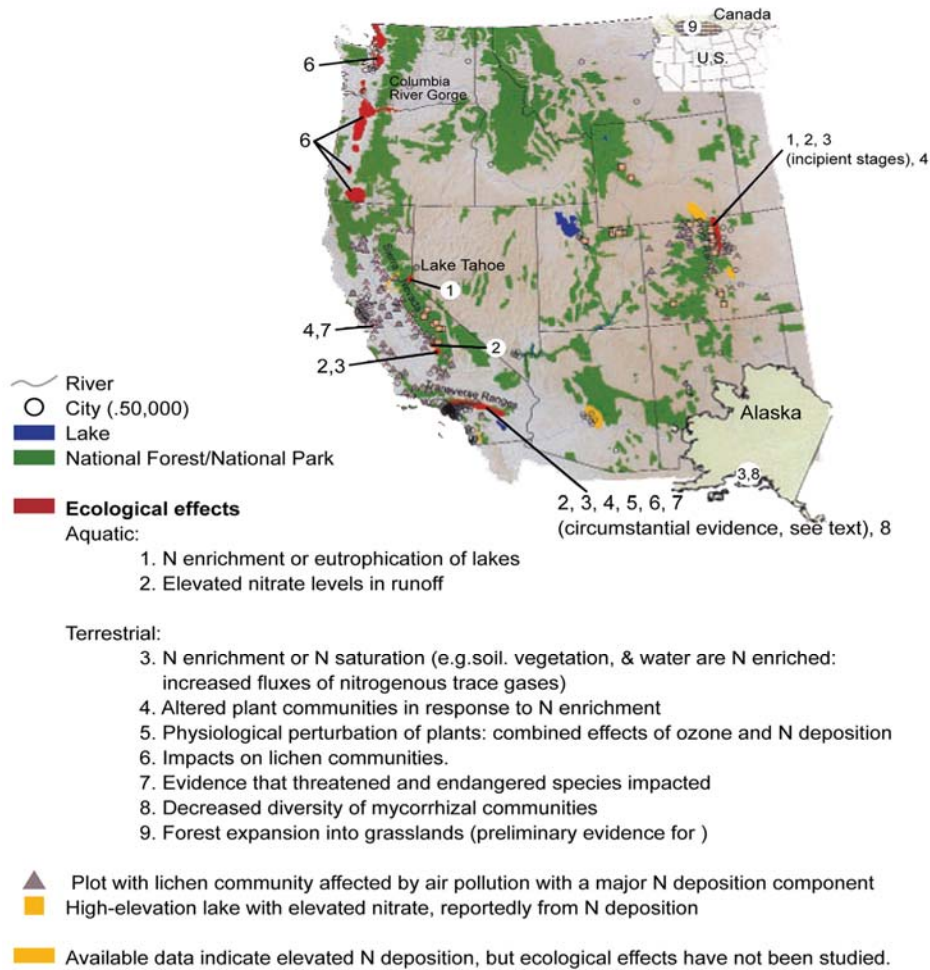 Canada
9
U.S.
6
Columbia
River Gorge
6
1, 2, 3
(incipient stages), 4
Lake Tahoe
Sierra Nevada
1
4,7
2
2,3
Transverse Ranges
Alaska
3,8
2, 3, 4, 5, 6, 7
(circumstantial evidence, see text), 8
River
City (.50,000)
Lake
National Forest/National Park
Ecological effects
Aquatic:
1. N enrichment or eutrophication of lakes
2. Elevated nitrate levels in runoff
Terrestrial:
3. N enrichment or N saturation (e.g.soil. vegetation, & water are N enriched:
increased fluxes of nitrogenous trace gases)
4. Altered plant communities in response to N enrichment
5. Physiological perturbation of plants: combined effects of ozone and N deposition
6. Impacts on lichen communities.
7. Evidence that threatened and endangered species impacted
8. Decreased diversity of mycorrhizal communities
9. Forest expansion into grasslands (preliminary evidence for )
Plot with lichen community affected by air pollution with a major N deposition component
High-elevation lake with elevated nitrate, reportedly from N deposition
Available data indicate elevated N deposition, but ecological effects have not been studied.